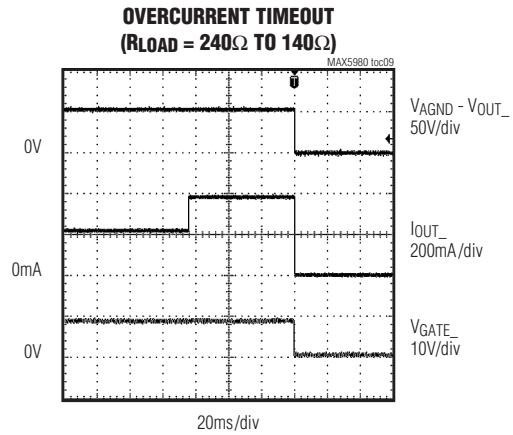 OVERCURRENT TIMEOUT
(RLOAD = 240Ω TO 140Ω)
MAX5980 toc09
VAGND - VOUT_
50V/div
0V
IOUT_
200mA/div
0mA
VGATE_
10V/div
0V
20ms/div